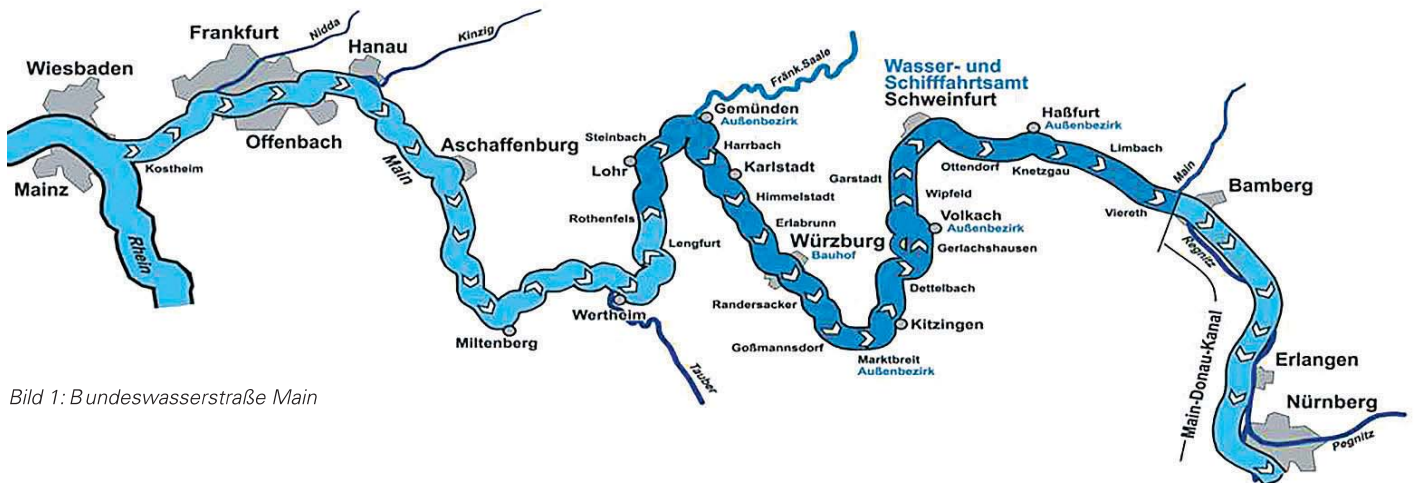 Wiesbaden
Mainz
Rhein
Kostheim
Frankfurt
Nidda
Offenbach
Hanau
Kinzig
Main
Aschaffenburg
Miltenberg
Wertheim
Tauber
Lengfurt
Rothenfels
Lohr
Steinbach
Fränk.Saale
Gemünden
Außenbezirk
Harrbach
Karlstadt
Himmelstadt
Erlabrunn
Würzburg
Bauhof
Randersacker
Goßmannsdorf
Marktbreit
Außenbezirk
Kitzingen
Dettelbach
Gerlachshausen
Volkach
Außenbezirk
Wipfeld
Garstadt
Wasser- und
Schifffahrtsamt
Schweinfurt
Ottendorf
Haßfurt
Außenbezirk
Knetzgau
Limbach
Viereth
Main
Bamberg
Regnitz
Main-Donau-Kanal
Erlangen
Nürnberg
Pegnitz
Bild 1: Bundeswasserstraße Main